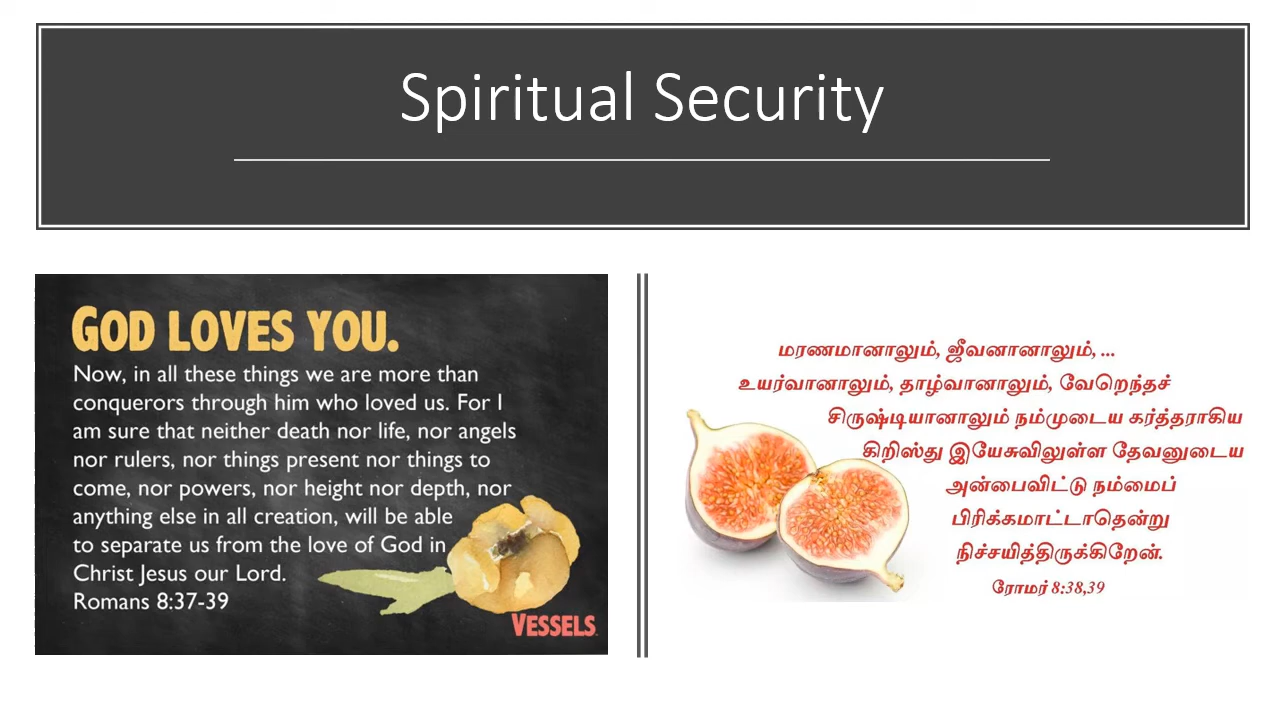 Spiritual Security
GOD LOVES YOU.
Now, in all these things we are more than
conquerors through him who loved us. For I
am sure that neither death nor life, nor angels
nor rulers, nor things present nor things to
come, nor powers, nor height nor depth, nor
anything else in all creation, will be able
to separate us from the love of God in
Christ Jesus our Lord.
Romans 8:37-39
VESSELS
மரணமானாலும், ஜீவனானாலும், ...
உயர்வானாலும், தாழ்வானாலும், வேறெந்தச்
சிருஷ்டியானாலும் நம்முடைய கர்த்தராகிய
கிறிஸ்து இயேசுவிலுள்ள தேவனுடைய
அன்பைவிட்டு நம்மைப்
பிரிக்கமாட்டாதென்று
நிச்சயித்திருக்கிறேன்.
ரோமர் 8:38,39